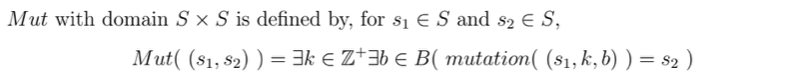 Mut with domain S × S is defined by, for s₁ ∈ S and s₂ ∈ S,
Mut( (s₁, s₂) ) = ∃k ∈ ℤ⁺∃b ∈ B( mutation( (s₁, k, b) ) = s₂ )